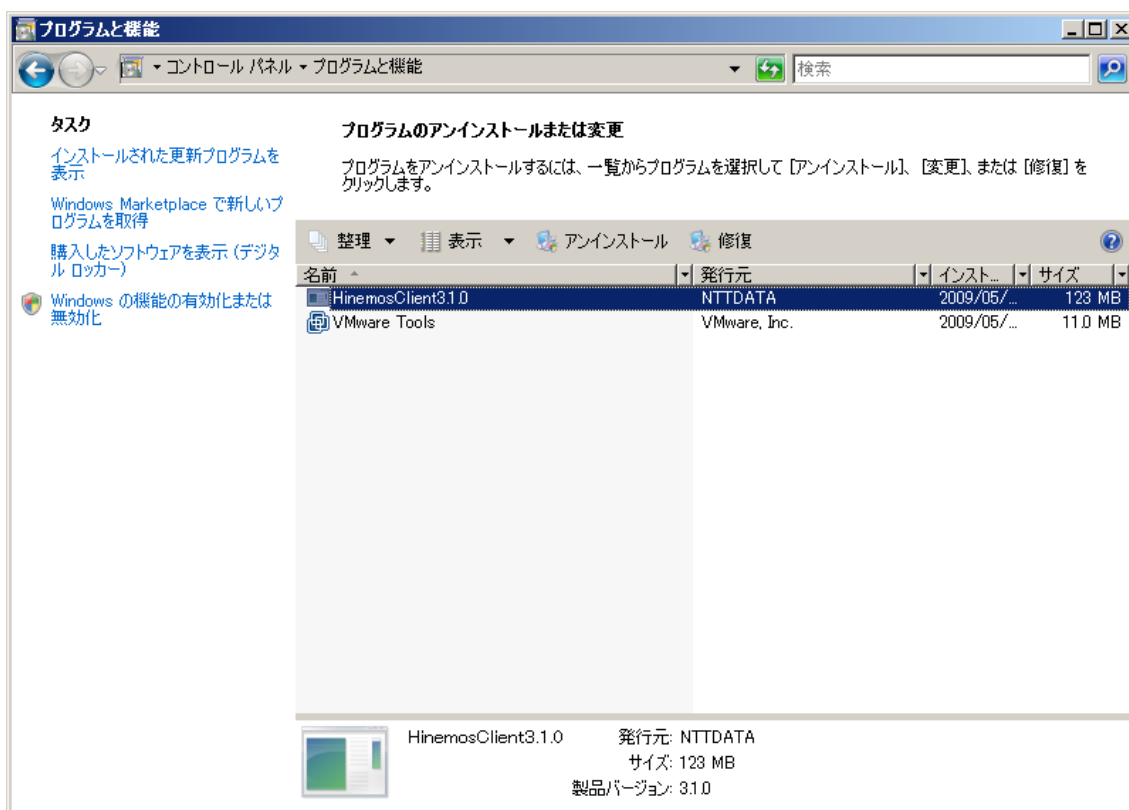 プログラムと機能
コントロール パネル ▾ プログラムと機能
検索
タスク
インストールされた更新プログラムを
表示
Windows Marketplace で新しいプ
ログラムを取得
購入したソフトウェアを表示 (デジタ
ル ロッカー)
Windows の機能の有効化または
無効化
プログラムのアンインストールまたは変更
プログラムをアンインストールするには、一覧からプログラムを選択して [アンインストール]、[変更]、または [修復] を
クリックします。
整理 表示 アンインストール 修復
名前 発行元 インスト... サイズ
HinemosClient3.1.0 NTTDATA 2009/05/... 123 MB
VMware Tools VMware, Inc. 2009/05/... 11.0 MB
HinemosClient3.1.0 発行元: NTTDATA
サイズ: 123 MB
製品バージョン: 3.1.0